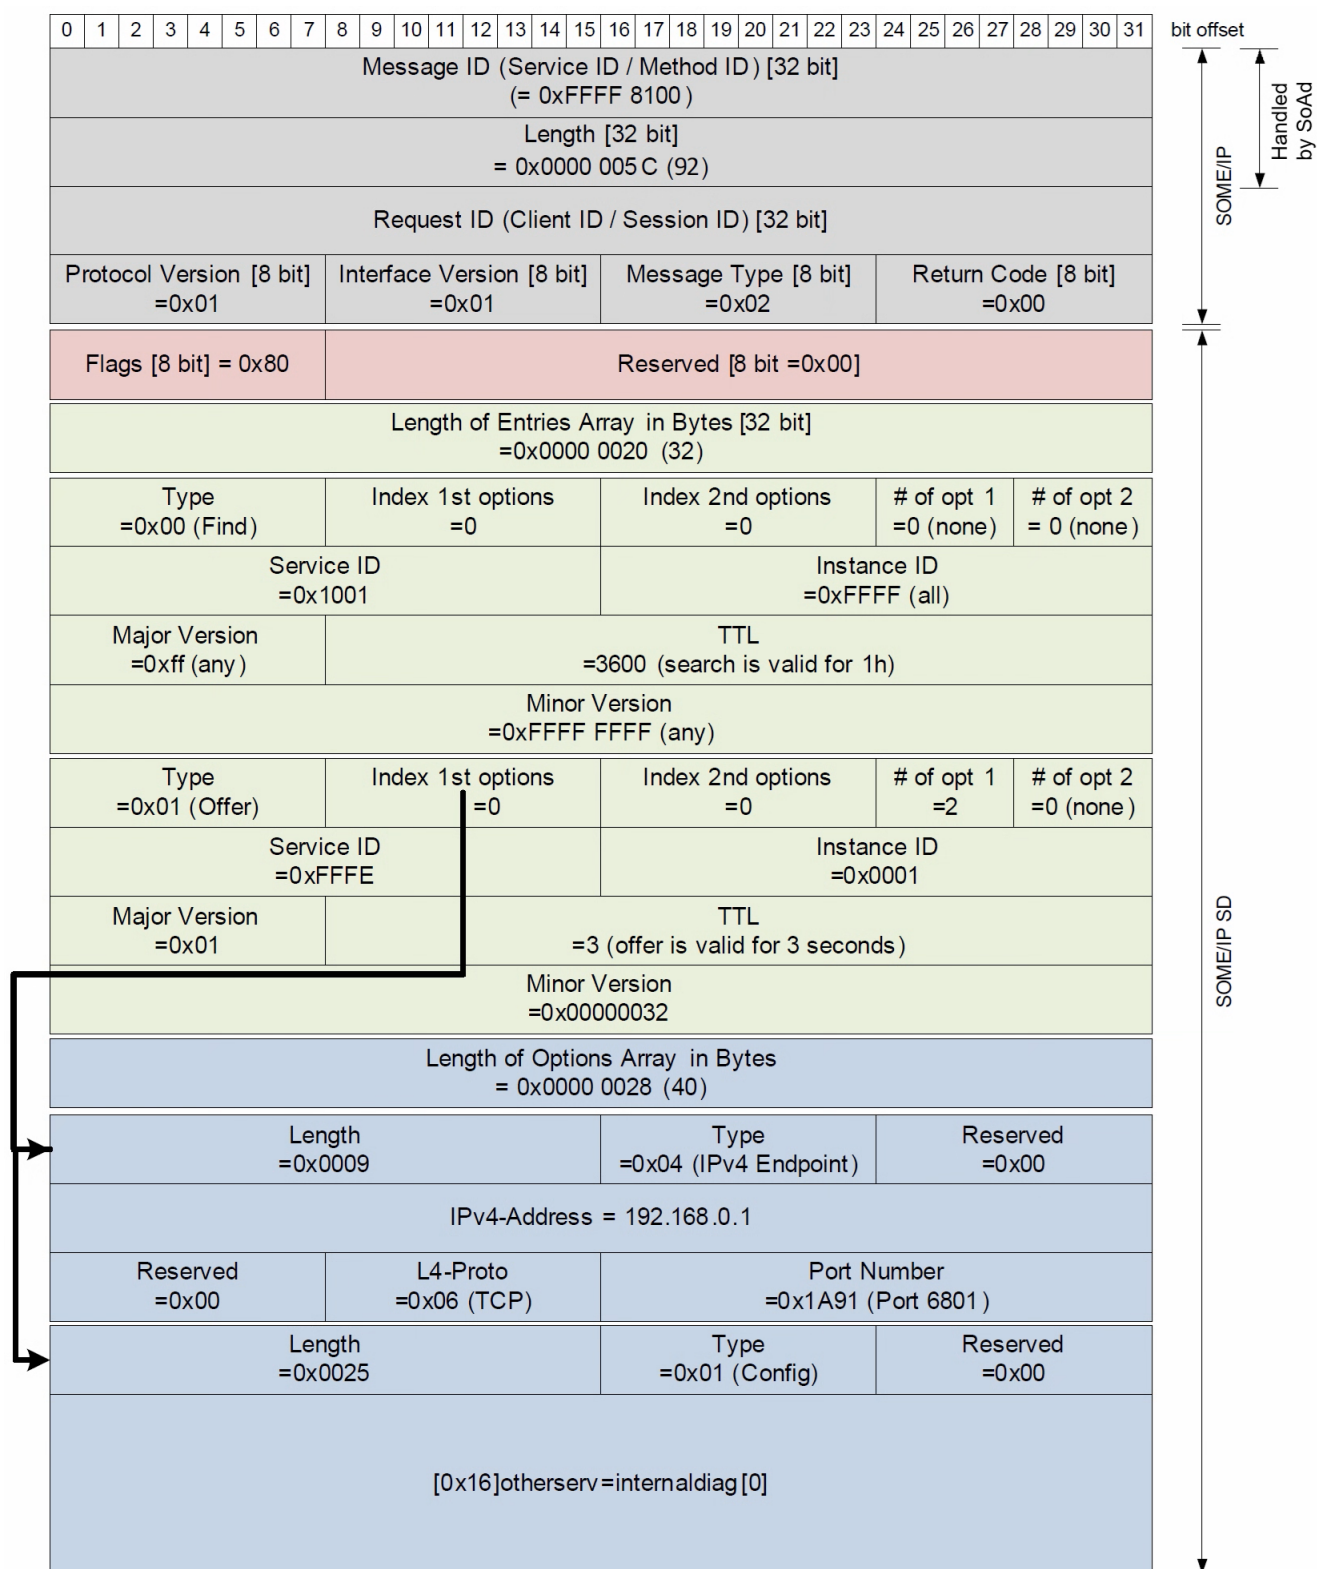 0 1 2 3 4 5 6 7 8 9 10 11 12 13 14 15 16 17 18 19 20 21 22 23 24 25 26 27 28 29 30 31 bit offset
Message ID (Service ID / Method ID) [32 bit]
(= 0xFFFF 8100)
Length [32 bit]
= 0x0000 005C (92)
Request ID (Client ID / Session ID) [32 bit]
Protocol Version [8 bit]
=0x01
Interface Version [8 bit]
=0x01
Message Type [8 bit]
=0x02
Return Code [8 bit]
=0x00
SOME/IP
Handled
by SoAd
Flags [8 bit] = 0x80
Reserved [8 bit =0x00]
Length of Entries Array in Bytes [32 bit]
=0x0000 0020 (32)
Type
=0x00 (Find)
Index 1st options
=0
Index 2nd options
=0
# of opt 1
=0 (none)
# of opt 2
= 0 (none)
Service ID
=0x1001
Instance ID
=0xFFFF (all)
Major Version
=0xff (any)
TTL
=3600 (search is valid for 1h)
Minor Version
=0xFFFF FFFF (any)
Type
=0x01 (Offer)
Index 1st options
=0
Index 2nd options
=0
# of opt 1
=2
# of opt 2
=0 (none)
Service ID
=0xFFFE
Instance ID
=0x0001
Major Version
=0x01
TTL
=3 (offer is valid for 3 seconds)
Minor Version
=0x00000032
SOME/IP SD
Length of Options Array in Bytes
= 0x0000 0028 (40)
Length
=0x0009
Type
=0x04 (IPv4 Endpoint)
Reserved
=0x00
IPv4-Address = 192.168.0.1
Reserved
=0x00
L4-Proto
=0x06 (TCP)
Port Number
=0x1A91 (Port 6801)
Length
=0x0025
Type
=0x01 (Config)
Reserved
=0x00
[0x16]otherserv=internaldiag[0]